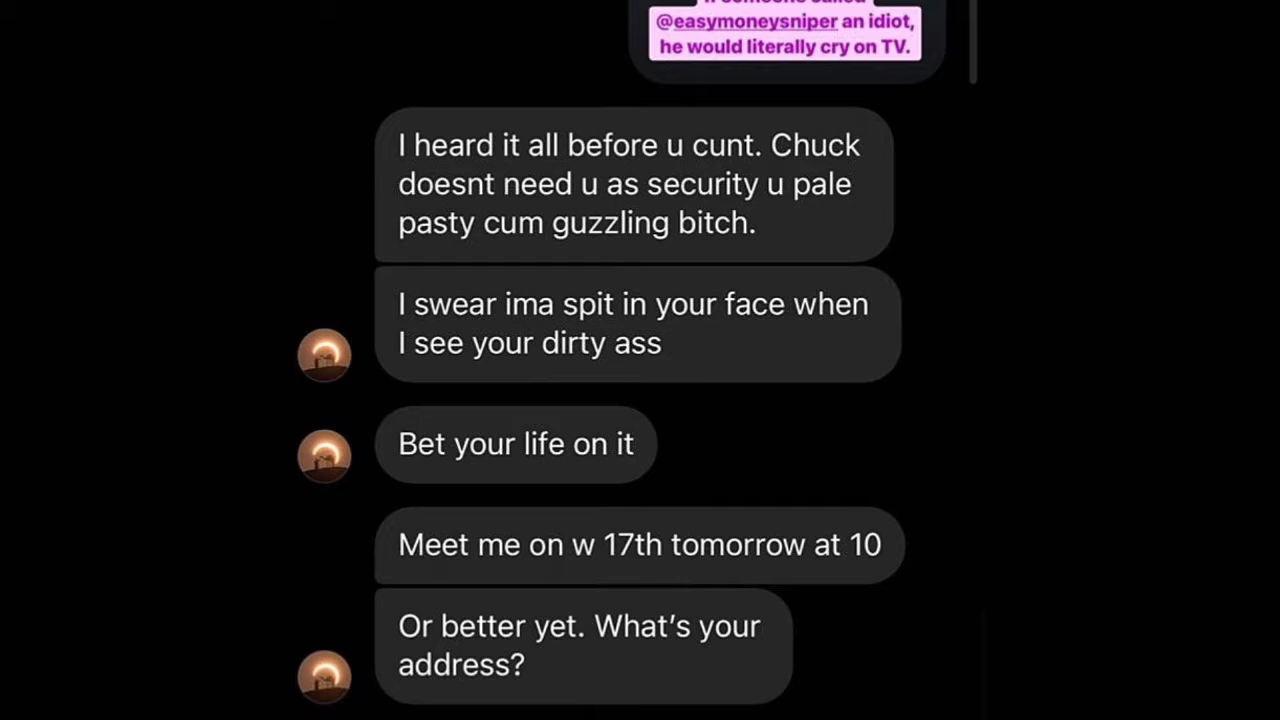 @easymoneysniper an idiot,
he would literally cry on TV.
I heard it all before u cunt. Chuck
doesnt need u as security u pale
pasty cum guzzling bitch.
I swear ima spit in your face when
I see your dirty ass
Bet your life on it
Meet me on w 17th tomorrow at 10
Or better yet. What’s your
address?